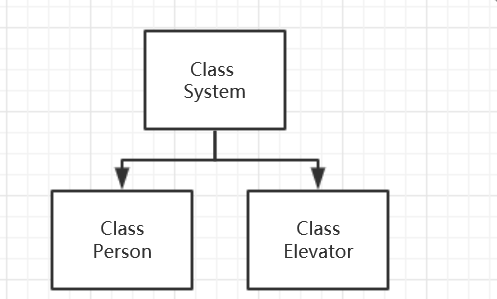 Class
System
Class
Person
Class
Elevator